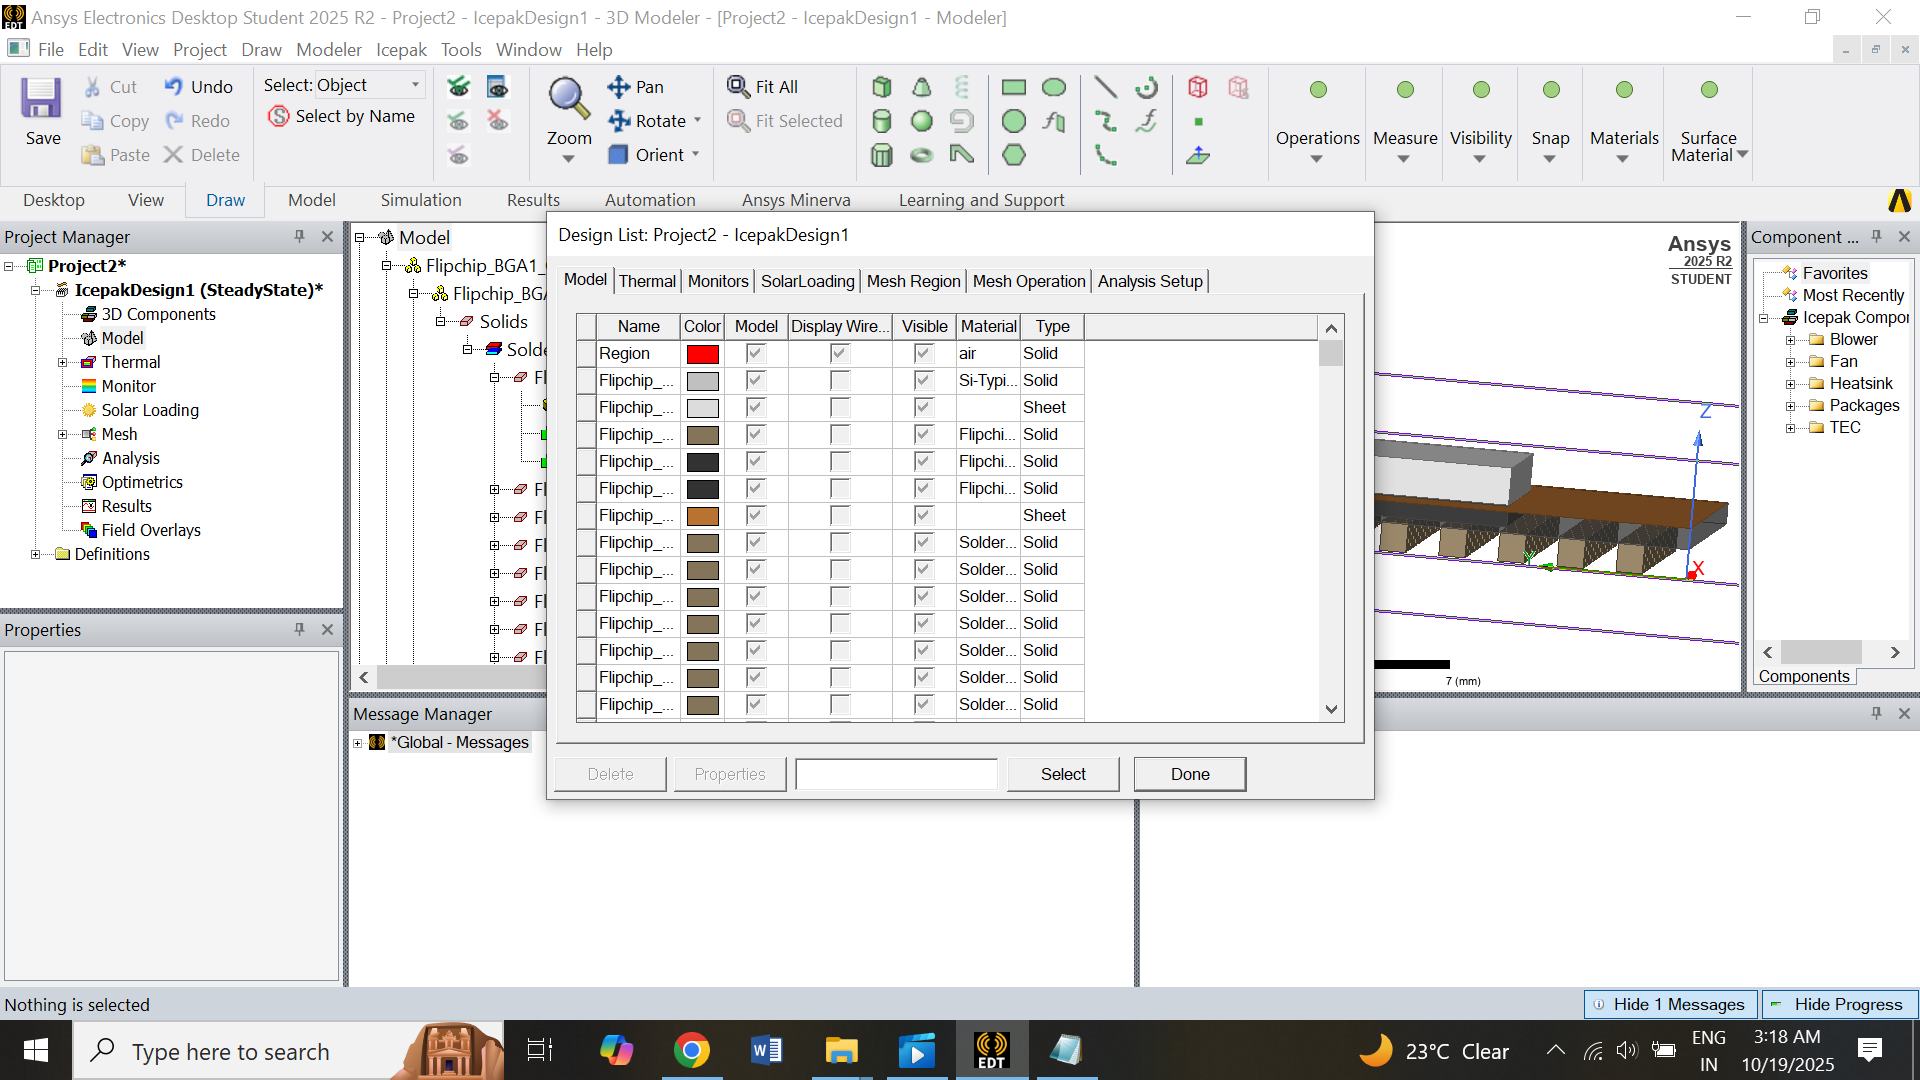 Ansys Electronics Desktop Student 2025 R2 - Project2 - IcepakDesign1 - 3D Modeler - [Project2 - IcepakDesign1 - Modeler]
File Edit View Project Draw Modeler Icepak Tools Window Help
Save
Cut
Copy
Paste
Undo
Redo
Delete
Select: Object
Select by Name
Zoom
Pan
Rotate
Orient
Fit All
Fit Selected
Operations
Measure
Visibility
Snap
Materials
Surface
Material
Desktop View Draw Model Simulation Results Automation Ansys Minerva Learning and Support
Project Manager
Project2*
IcepakDesign1 (SteadyState)*
3D Components
Model
Thermal
Monitor
Solar Loading
Mesh
Analysis
Optimetrics
Results
Field Overlays
Definitions
Properties
Nothing is selected
Model
Flipchip_BGA1_
Flipchip_BGA
Solids
Solde
Fl
Fl
Fl
Fl
Fl
Fl
Fl
Fl
Design List: Project2 - IcepakDesign1
Model Thermal Monitors SolarLoading Mesh Region Mesh Operation Analysis Setup
Name Color Model Display Wire... Visible Material Type
Region air Solid
Flipchip_... Si-Typi... Solid
Flipchip_... Sheet
Flipchip_... Flipchi... Solid
Flipchip_... Flipchi... Solid
Flipchip_... Flipchi... Solid
Flipchip_... Sheet
Flipchip_... Solder... Solid
Flipchip_... Solder... Solid
Flipchip_... Solder... Solid
Flipchip_... Solder... Solid
Flipchip_... Solder... Solid
Flipchip_... Solder... Solid
Flipchip_... Solder... Solid
Delete Properties Select Done
Ansys
2025 R2
STUDENT
Z
Y
X
7 (mm)
Component ...
Favorites
Most Recently
Icepak Compor
Blower
Fan
Heatsink
Packages
TEC
Components
Message Manager
*Global - Messages
Hide 1 Messages
Hide Progress
Type here to search
EDT
23°C Clear
ENG
IN
3:18 AM
10/19/2025